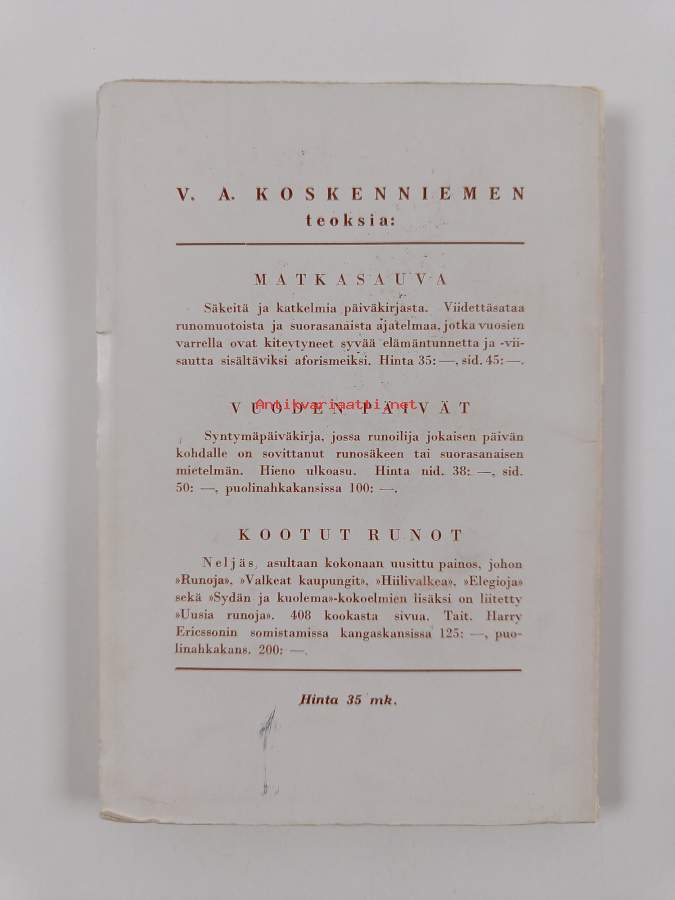 V. A. KOSKENNIEMEN
teoksia:
MATKASAUVA
Säkeitä ja katkelmia päiväkirjasta. Viidettäsataa
runomuotoista ja suorasanaista ajatelmaa, jotka vuosien
varrella ovat kiteytyneet syvää elämäntunnetta ja -vii-
sautta sisältäviksi aforismeiksi. Hinta 35: —, sid. 45: —.
VUODEN PÄIVÄT
Antikvariaatti.net
Syntymäpäiväkirja, jossa runoilija jokaisen päivän
kohdalle on sovittanut runosäkeen tai suorasanaisen
mietelmän. Hieno ulkoasu. Hinta nid. 38: —, sid.
50: —, puolinahkakansissa 100: —.
KOOTUT RUNOT
Neljäs, asultaan kokonaan uusittu painos, johon
»Runoja», »Valkeat kaupungit», »Hiilivalkea», »Elegioja»
sekä »Sydän ja kuolema»-kokoelmien lisäksi on liitetty
»Uusia runoja». 408 kookasta sivua. Tait. Harry
Ericssonin somistamissa kangaskansissa 125: —, puo-
linahkakans. 200: —.
Hinta 35 mk.